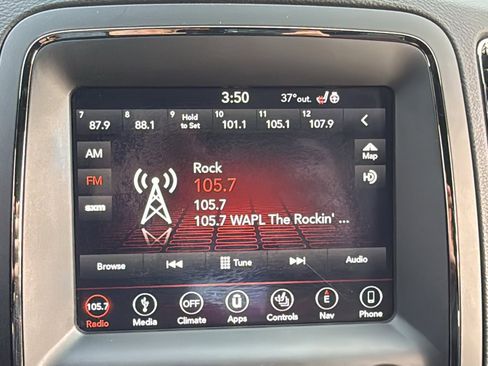 3:50 37° out.
7 8 9 10 11 12
87.9 88.1 Hold to Set 101.1 105.1 107.9
AM
FM
sxm
Rock
105.7
105.7
105.7 WAPL The Rockin' ...
Map
HD
Browse Tune Audio
105.7 OFF E
Radio Media Climate Apps Controls Nav Phone